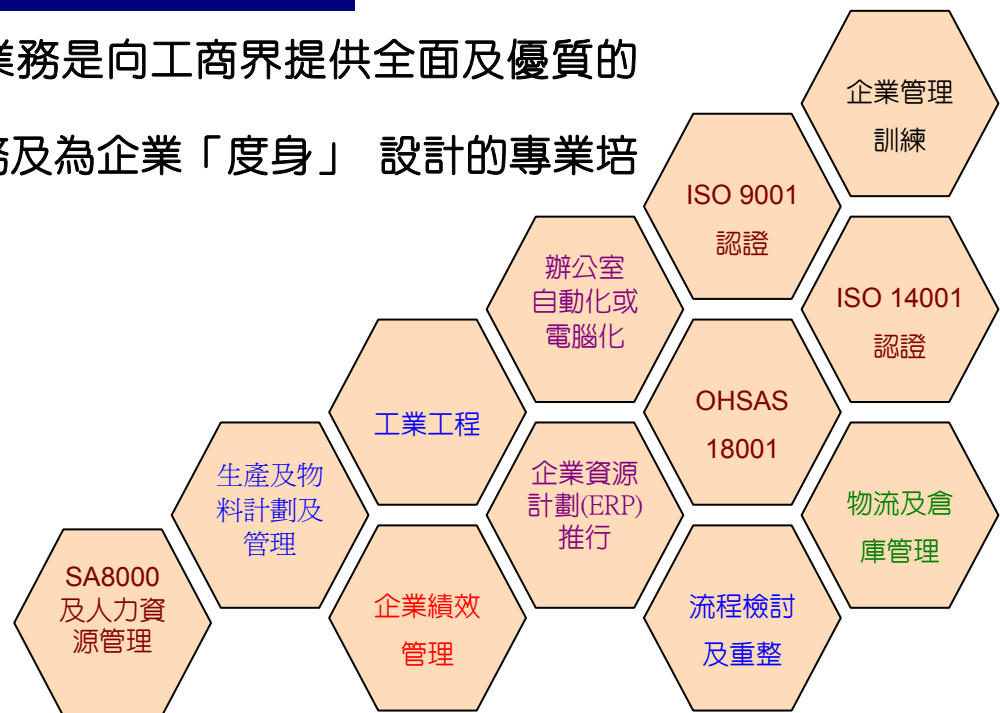 業務是向工商界提供全面及優質的
務及為企業「度身」 設計的專業培
企業管理
訓練
ISO 9001
認證
辦公室
自動化或
電腦化
ISO 14001
認證
工業工程
OHSAS
18001
生產及物
料計劃及
管理
企業資源
計劃(ERP)
推行
物流及倉
庫管理
SA8000
及人力資
源管理
企業績效
管理
流程檢討
及重整